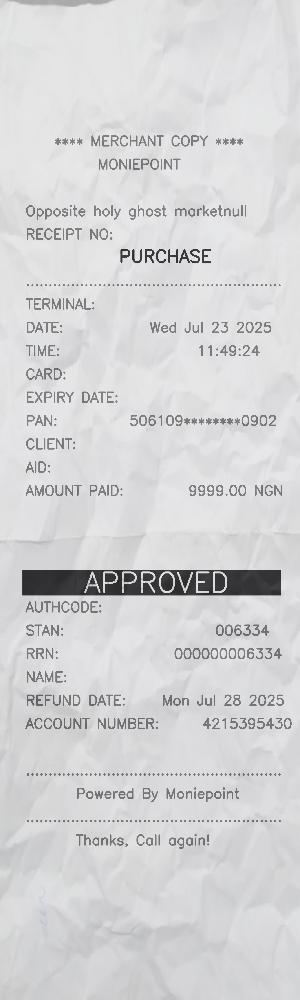 **** MERCHANT COPY ****
MONIEPOINT
Opposite holy ghost marketnull
RECEIPT NO:
PURCHASE
TERMINAL:
DATE: Wed Jul 23 2025
TIME: 11:49:24
CARD:
EXPIRY DATE:
PAN: 506109********0902
CLIENT:
AID:
AMOUNT PAID: 9999.00 NGN
APPROVED
AUTHCODE:
STAN: 006334
RRN: 000000006334
NAME:
REFUND DATE: Mon Jul 28 2025
ACCOUNT NUMBER: 4215395430
Powered By Moniepoint
Thanks, Call again!